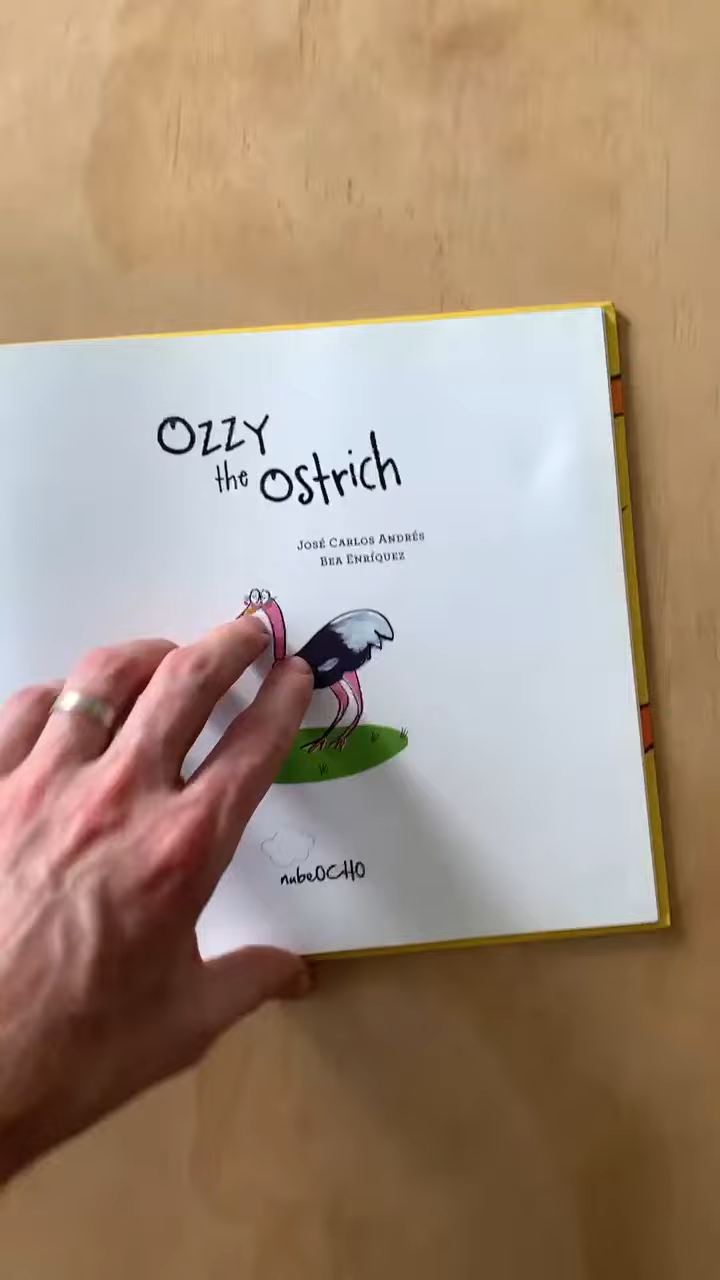 Ozzy
the Ostrich
José Carlos Andrés
Bea Enríquez
nubeOCHO